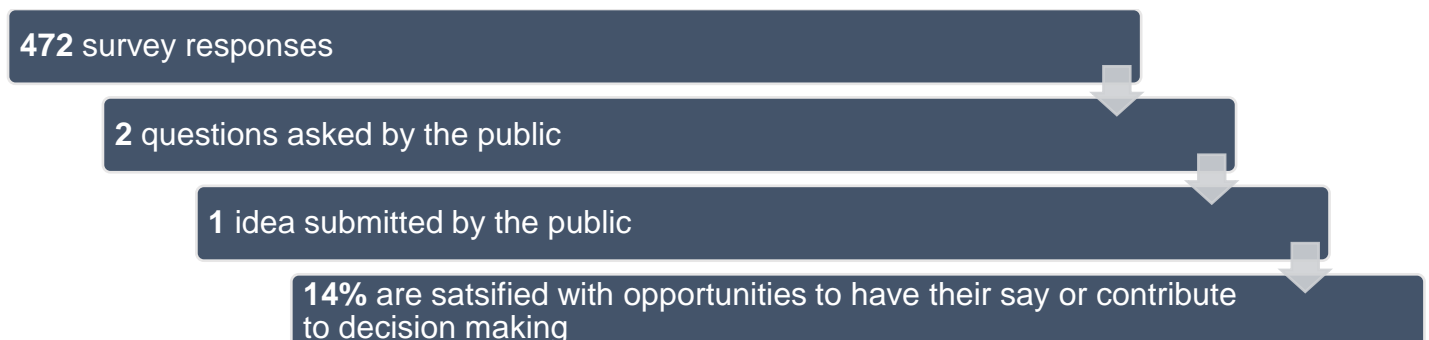 472 survey responses
2 questions asked by the public
1 idea submitted by the public
14% are satsified with opportunities to have their say or contribute
to decision making